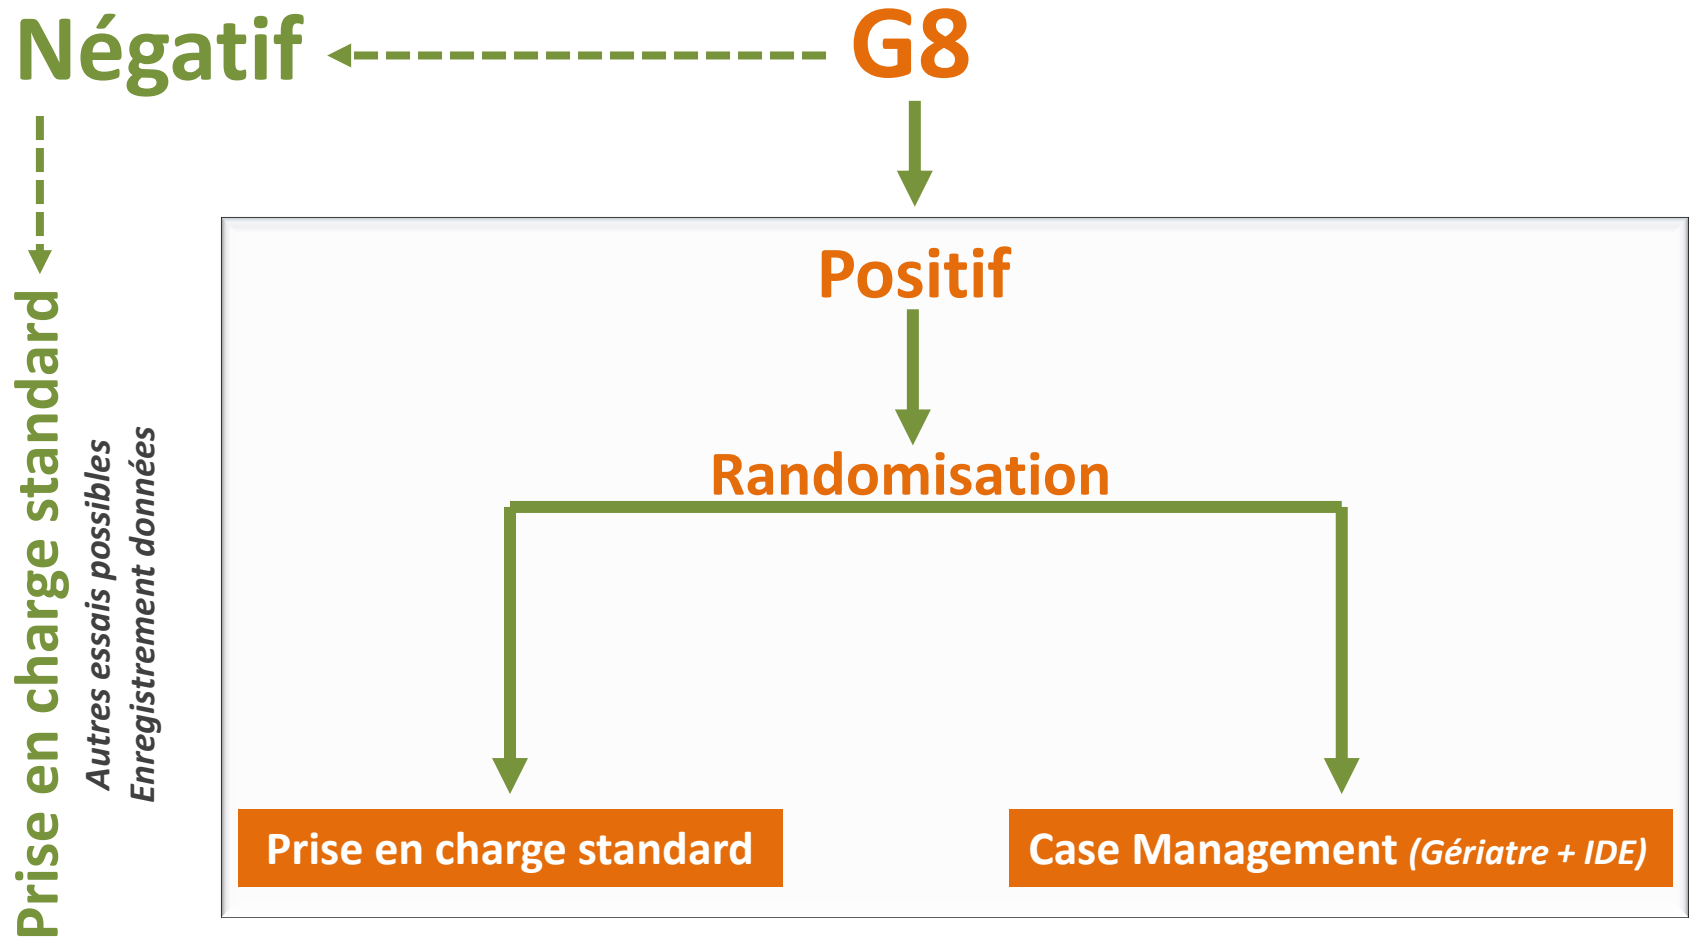 Négatif
G8
Positif
Randomisation
Prise en charge standard
Autres essais possibles
Enregistrement données
Prise en charge standard
Case Management (Gériatre + IDE)